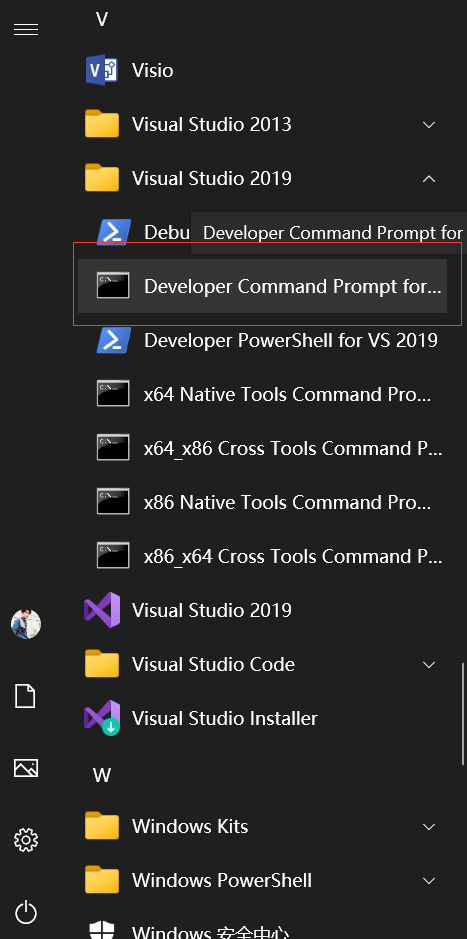 V
Visio
Visual Studio 2013
Visual Studio 2019
Debu
Developer Command Prompt for
Developer Command Prompt for...
Developer PowerShell for VS 2019
x64 Native Tools Command Pro...
x64_x86 Cross Tools Command P...
x86 Native Tools Command Pro...
x86_x64 Cross Tools Command P...
Visual Studio 2019
Visual Studio Code
Visual Studio Installer
W
Windows Kits
Windows PowerShell
Windows 安全中心